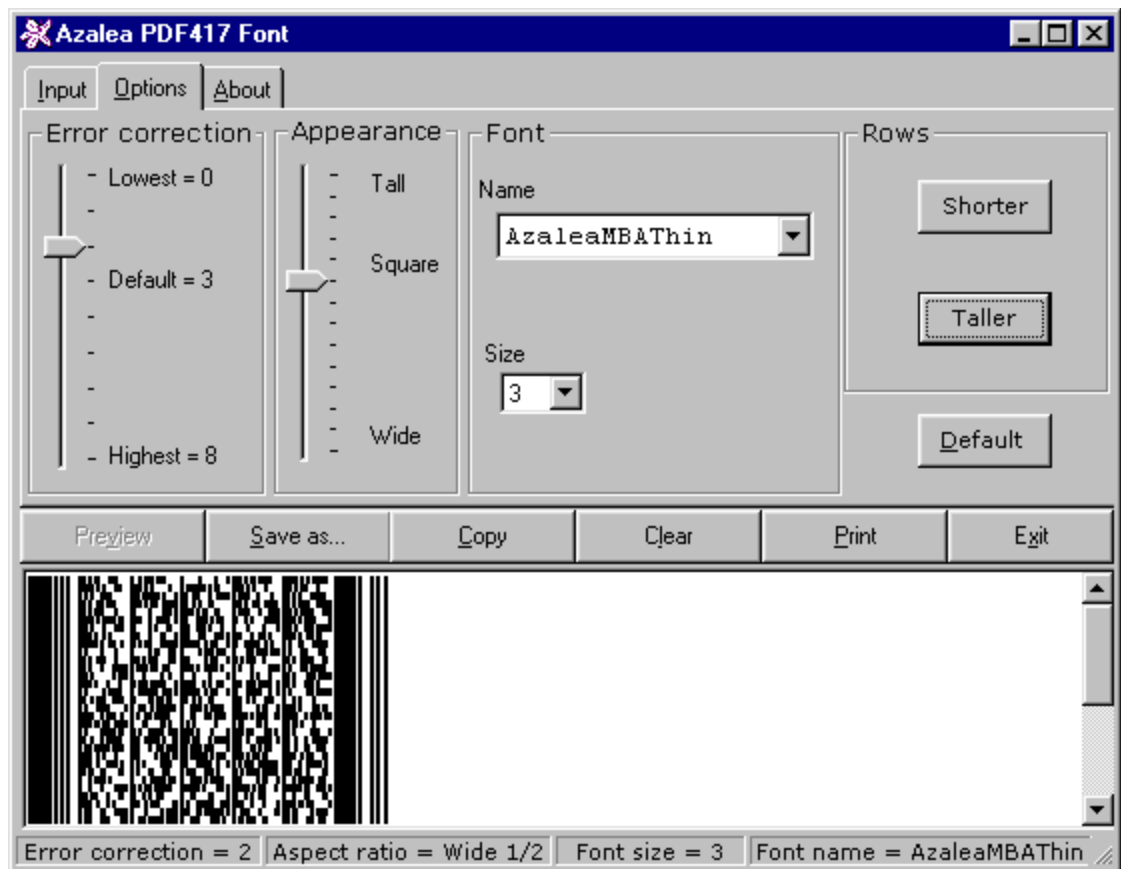 Azalea PDF417 Font
Input Options About
Error correction
Lowest = 0
Default = 3
Highest = 8
Appearance
Tall
Square
Wide
Font
Name
AzaleaMBAThin
Size
3
Rows
Shorter
Taller
Default
Preview Save as... Copy Clear Print Exit
Error correction = 2 Aspect ratio = Wide 1/2 Font size = 3 Font name = AzaleaMBAThin